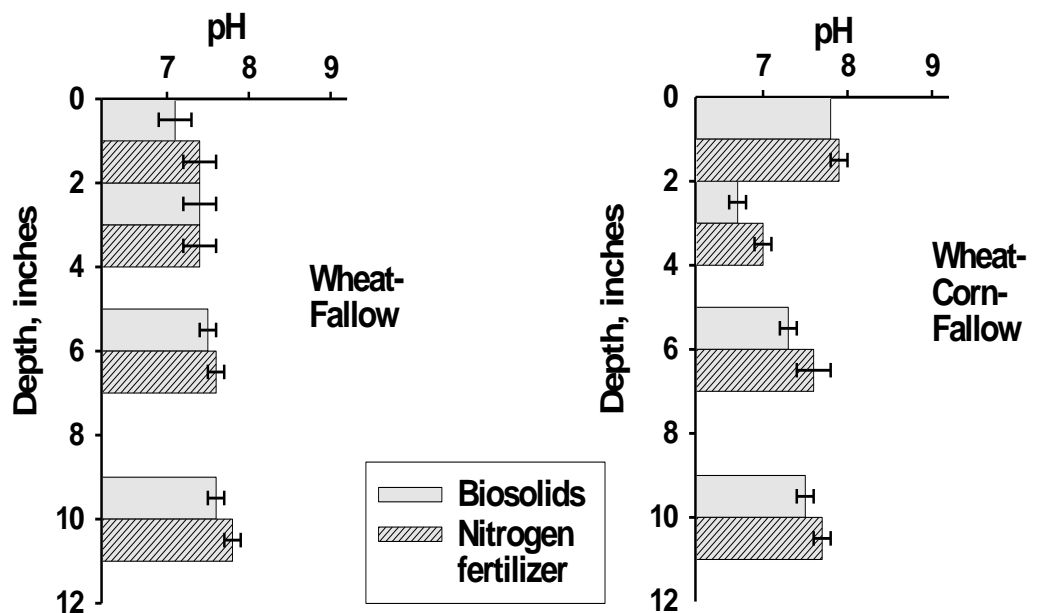 pH
7 8 9
0
2
4
6
8
10
12
Depth, inches
Wheat-
Fallow
pH
7 8 9
0
2
4
6
8
10
12
Depth, inches
Wheat-
Corn-
Fallow
Biosolids
Nitrogen
fertilizer